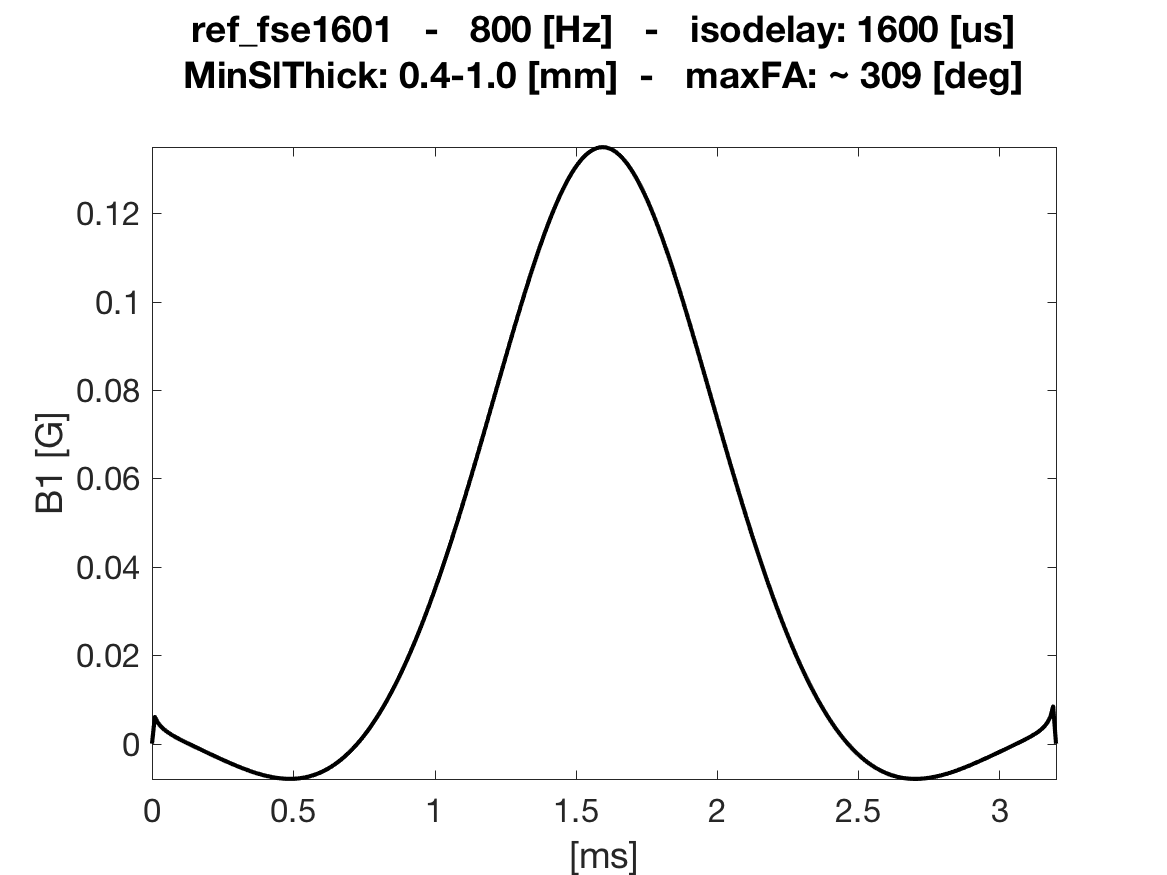 ref_fse1601 - 800 [Hz] - isodelay: 1600 [us]
MinSlThick: 0.4-1.0 [mm] - maxFA: ~ 309 [deg]
0.12
0.1
0.08
0.06
0.04
0.02
0
B1 [G]
0 0.5 1 1.5 2 2.5 3
[ms]